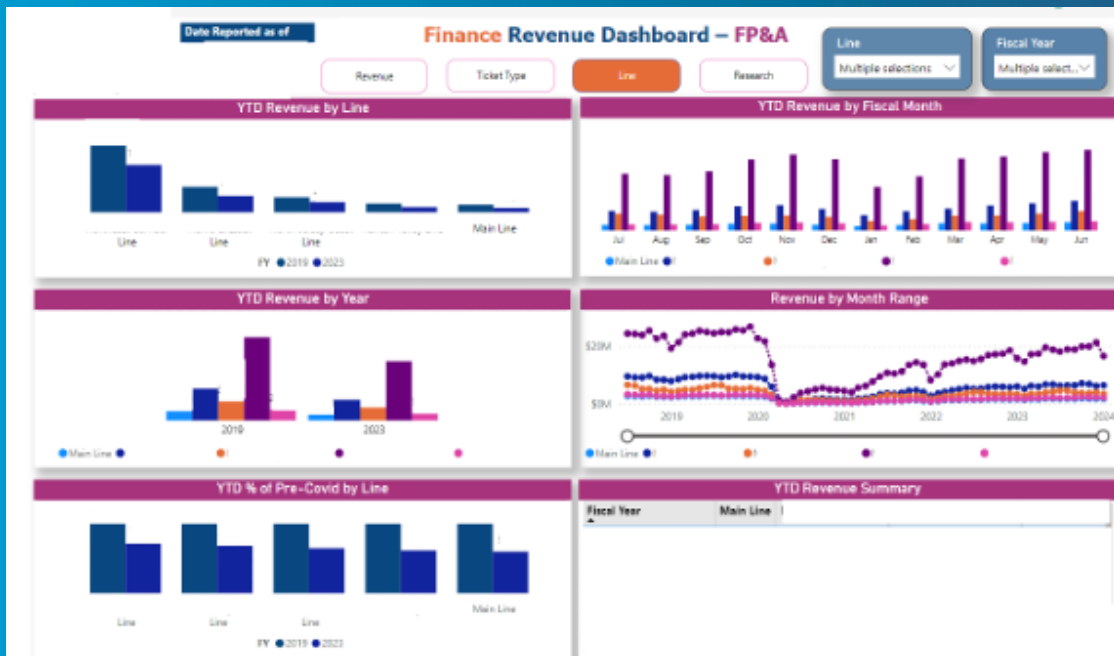 Date Reported as of
Finance Revenue Dashboard – FP&A
Line
Multiple selections
Fiscal Year
Multiple select...
Revenue
Ticket Type
Line
Research
YTD Revenue by Line
Line
Line
Line
Main Line
FY 2019 2023
YTD Revenue by Fiscal Month
Jul Aug Sep Oct Nov Dec Jan Feb Mar Apr May Jun
Main Line
YTD Revenue by Year
2019 2023
Main Line
Revenue by Month Range
$20M
$0M
2019 2020 2021 2022 2023 2024
Main Line
YTD % of Pre-Covid by Line
Line Line Line Main Line
FY 2019 2023
YTD Revenue Summary
Fiscal Year Main Line